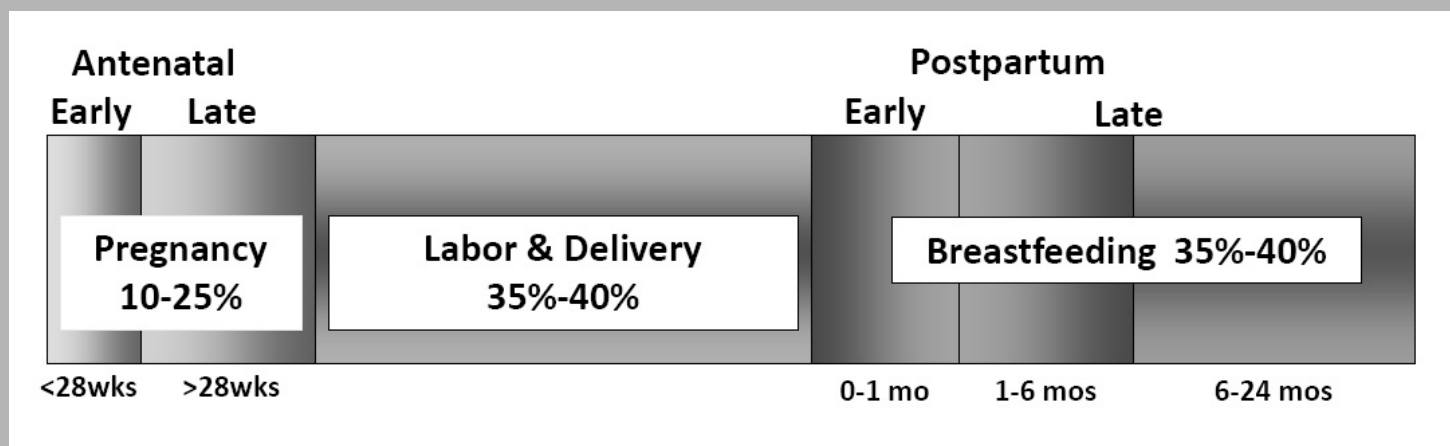 Antenatal
Early Late
Pregnancy
10-25%
<28wks >28wks
Labor & Delivery
35%-40%
Postpartum
Early Late
Breastfeeding 35%-40%
0-1 mo 1-6 mos 6-24 mos